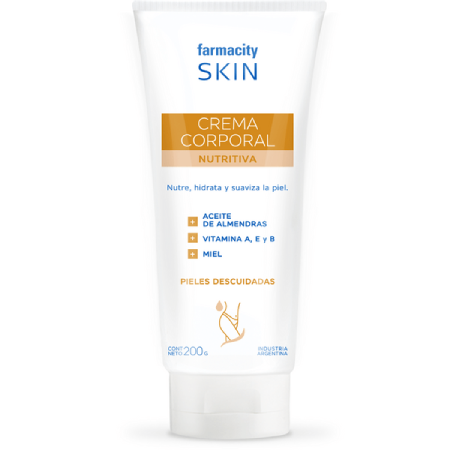 farmacity
SKIN
CREMA
CORPORAL
NUTRITIVA
Nutre, hidrata y suaviza la piel.
+ ACEITE
DE ALMENDRAS
+ VITAMINA A, E y B
+ MIEL
PIELES DESCUIDADAS
CONT.
NETO 200G
INDUSTRIA
ARGENTINA